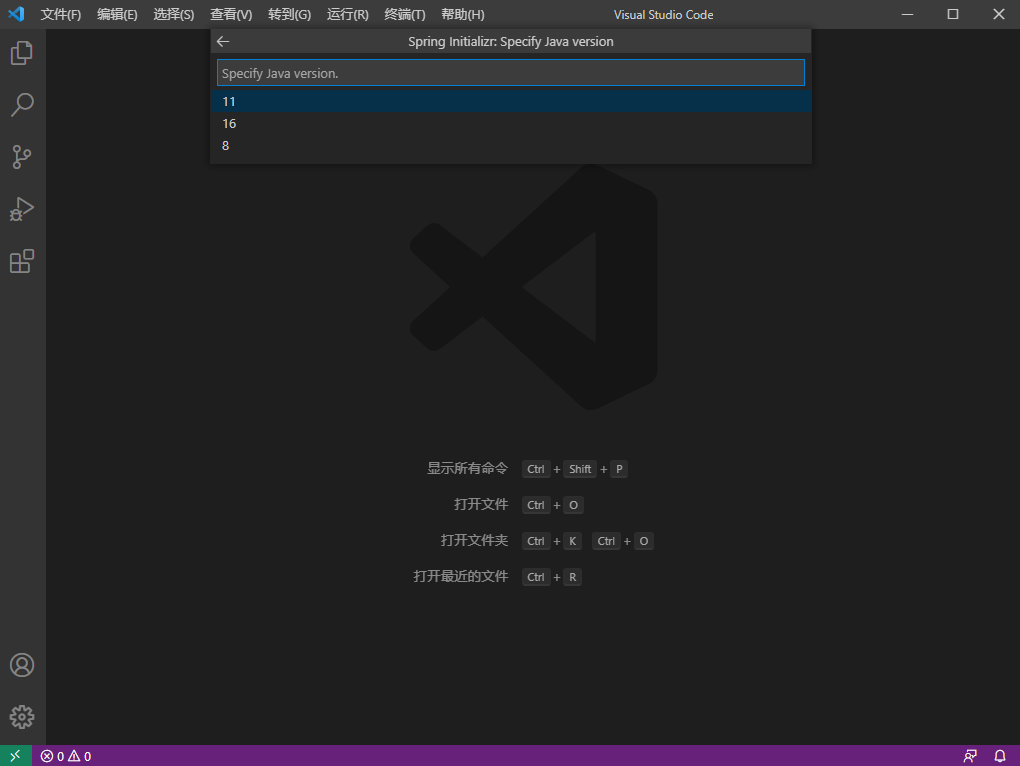 文件(F) 编辑(E) 选择(S) 查看(V) 转到(G) 运行(R) 终端(T) 帮助(H) Visual Studio Code
Spring Initializr: Specify Java version
Specify Java version.
11
16
8
显示所有命令 Ctrl + Shift + P
打开文件 Ctrl + O
打开文件夹 Ctrl + K Ctrl + O
打开最近的文件 Ctrl + R
0 0